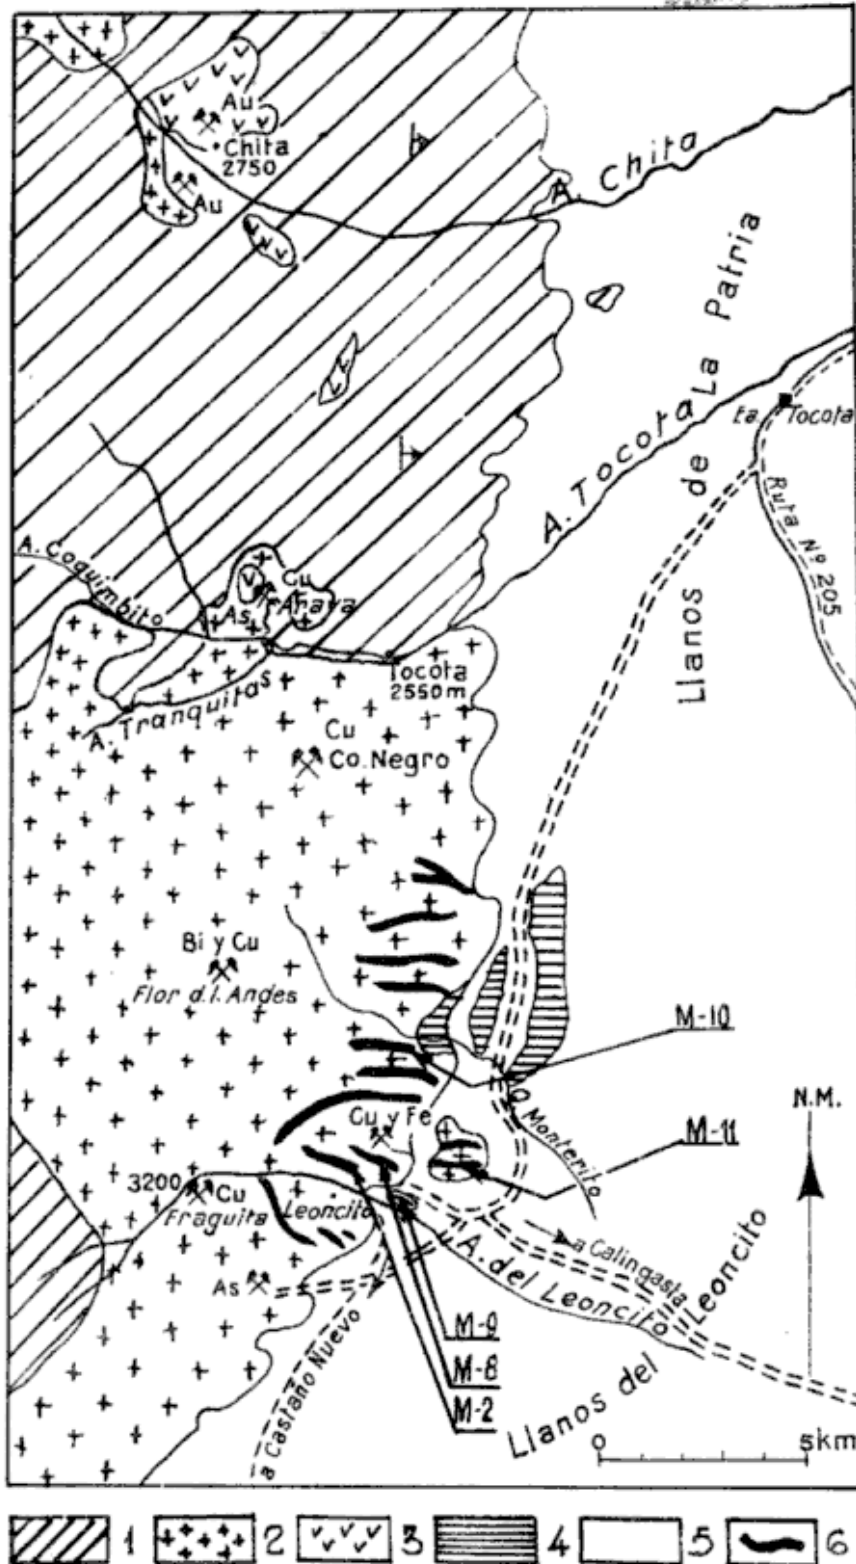 Au
Chita
2750
Au
A. Chita
Llanos de La Patria
Ea. Tocota
A. Tocota
Ruta Nº 205
A. Coquimbito
Cu
Anaya
As
Tocota
2550m
A. Tranquitas
Cu
Co. Negro
Bi y Cu
Flor d.l. Andes
M-10
N.M.
Q. Monterito
Cu y Fe
M-11
3200
Cu
Fraguita
Leoncito
a Calingasta
A. del Leoncito
As
M-9
M-8
M-2
a Castaño Nuevo
Llanos del Leoncito
0 5km
1 2 3 4 5 6